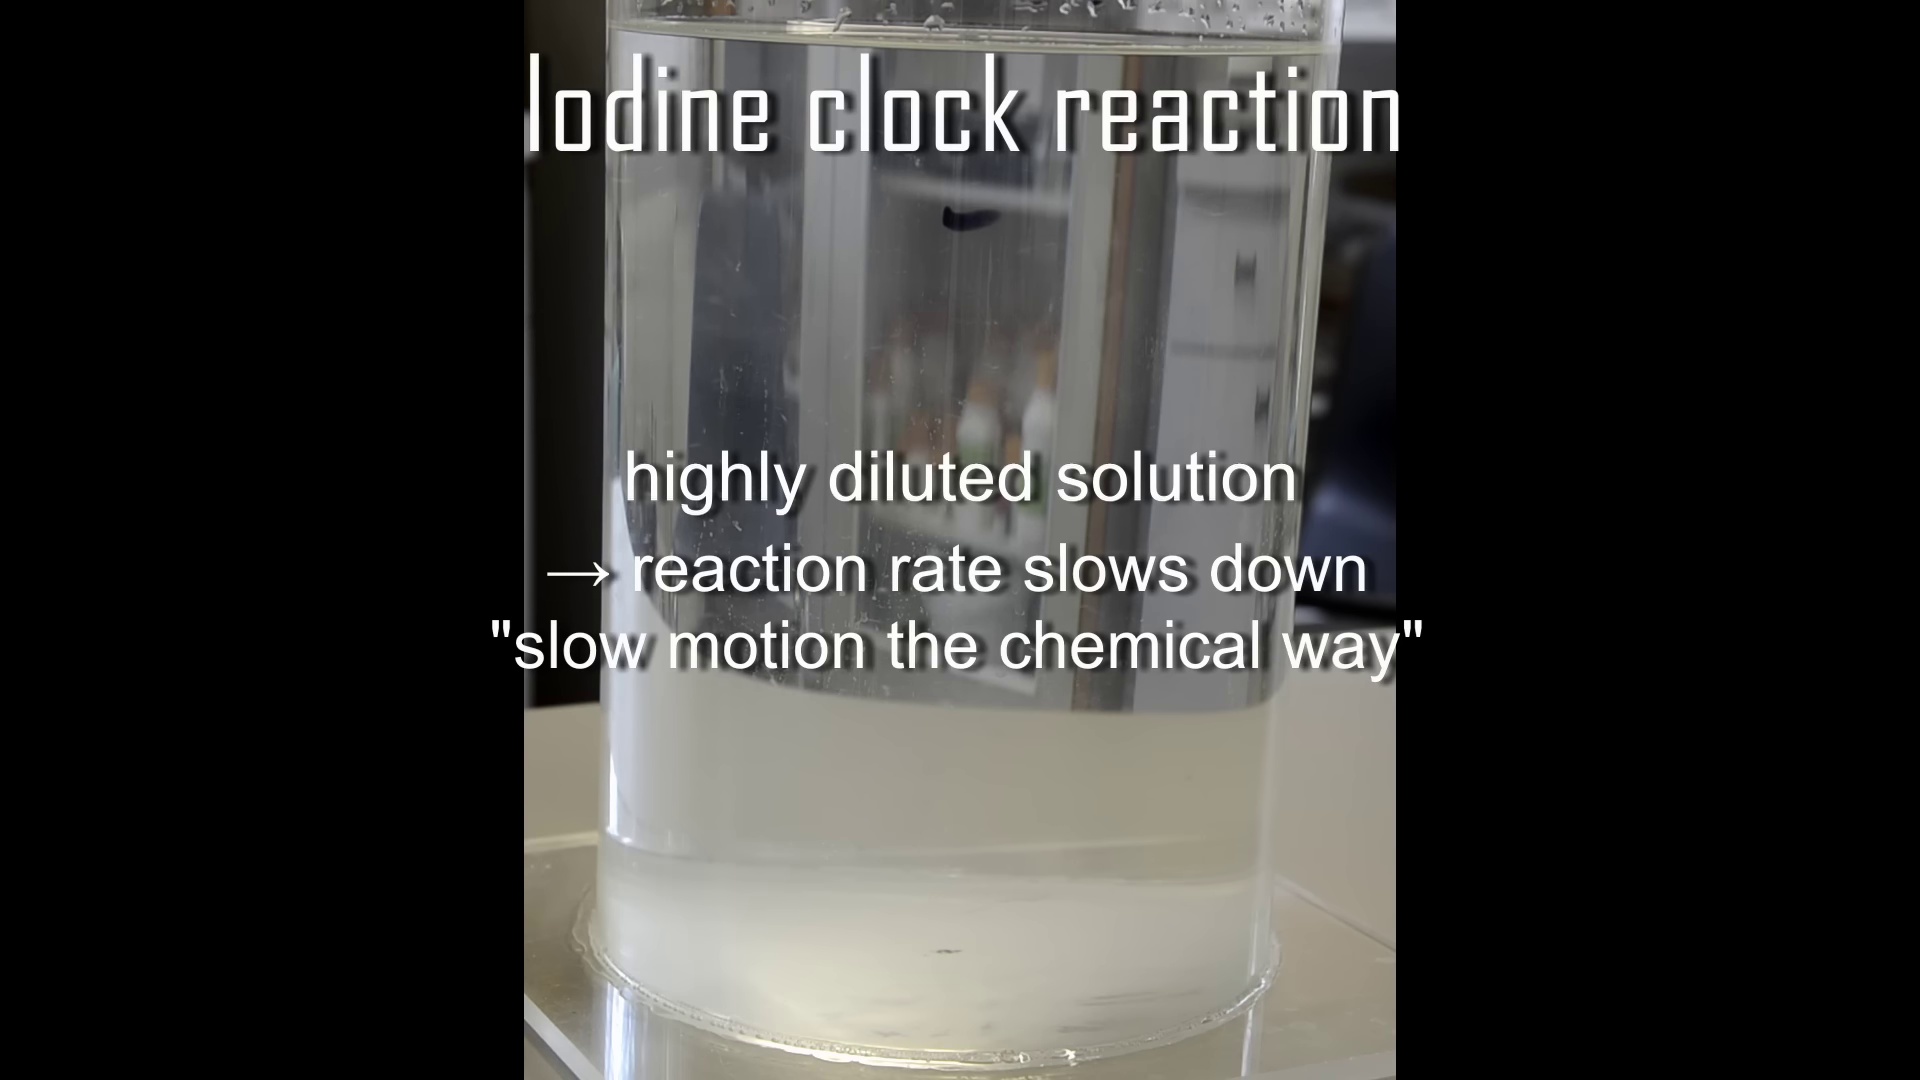 Iodine clock reaction
highly diluted solution
→ reaction rate slows down
"slow motion the chemical way"